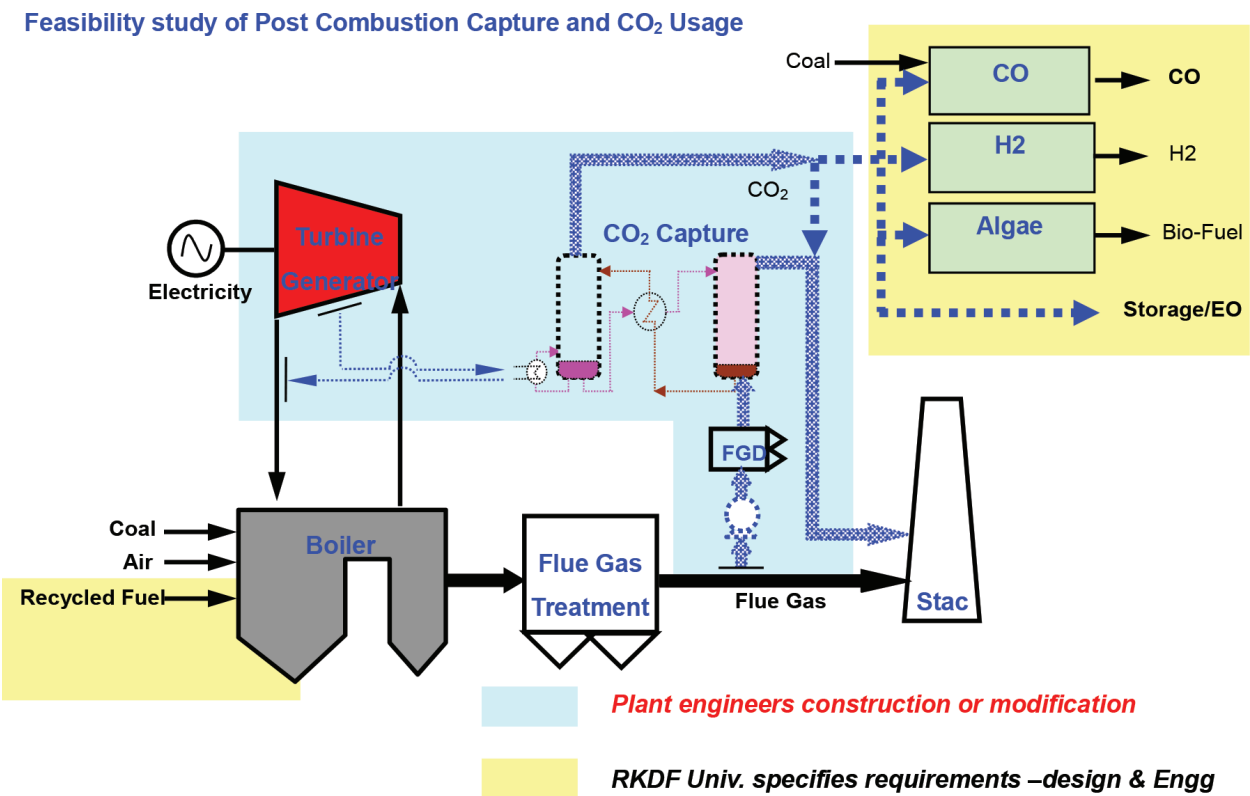 Feasibility study of Post Combustion Capture and CO₂ Usage
Coal
CO
CO
H2
H2
CO₂
Algae
Bio-Fuel
CO₂ Capture
Turbine
Generator
Electricity
Storage/EO
FGD
Coal
Air
Recycled Fuel
Boiler
Flue Gas
Treatment
Flue Gas
Stac
Plant engineers construction or modification
RKDF Univ. specifies requirements –design & Engg